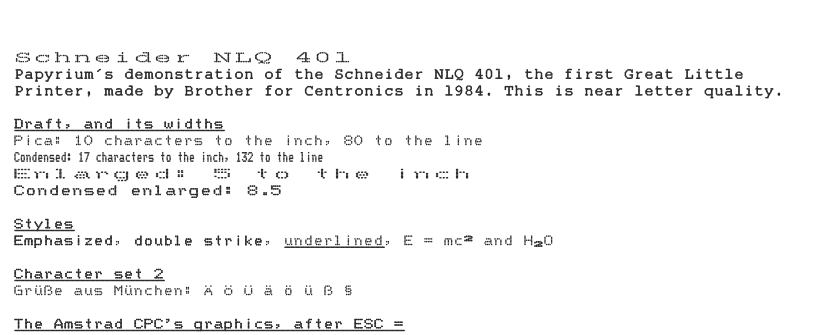 Schneider NLQ 401
Papyrium´s demonstration of the Schneider NLQ 401, the first Great Little
Printer, made by Brother for Centronics in 1984. This is near letter quality.
Draft, and its widths
Pica: 10 characters to the inch, 80 to the line
Condensed: 17 characters to the inch, 132 to the line
Enlarged: 5 to the inch
Condensed enlarged: 8.5
Styles
Emphasized, double strike, underlined, E = mc² and H₂O
Character set 2
Grüße aus München: Ä Ö Ü ä ö ü ß §
The Amstrad CPC's graphics, after ESC =